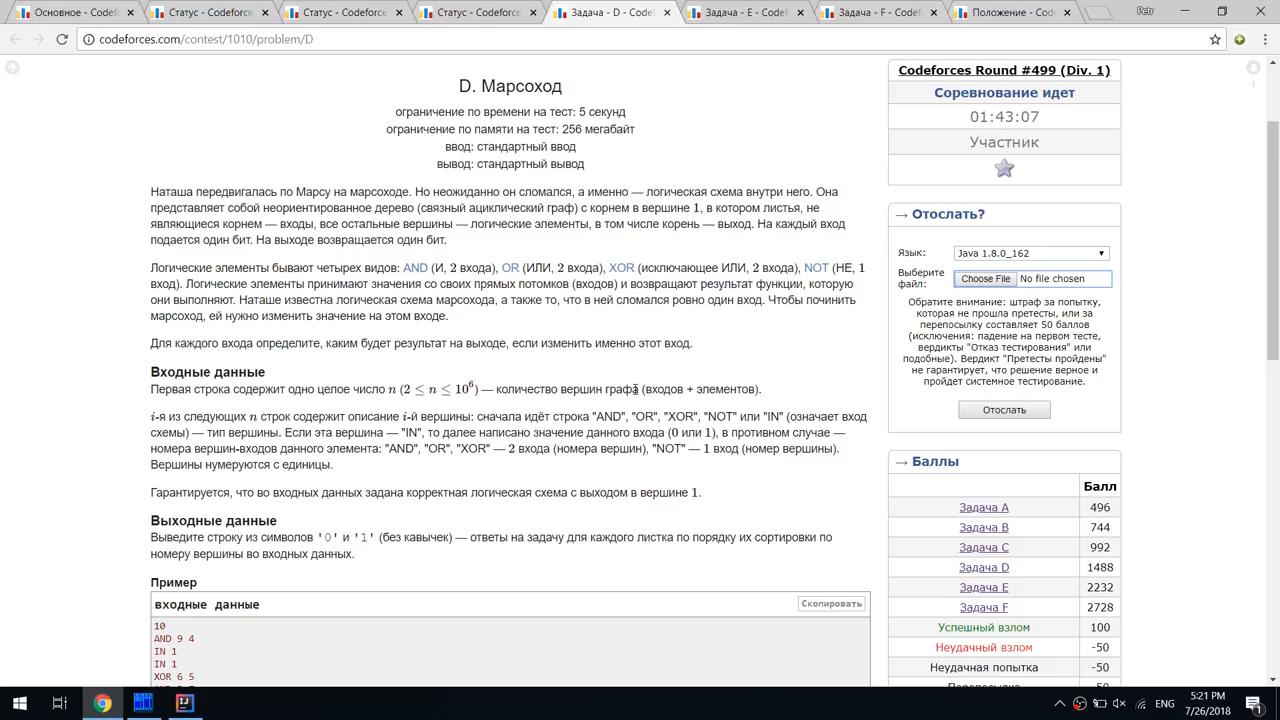 Основное - Codef
Статус - Codeforce
Статус - Codeforce
Статус - Codeforce
Задача - D - Codef
Задача - E - Codef
Задача - F - Codef
Положение - Code
Petr
codeforces.com/contest/1010/problem/D
D. Марсоход
ограничение по времени на тест: 5 секунд
ограничение по памяти на тест: 256 мегабайт
ввод: стандартный ввод
вывод: стандартный вывод
Наташа передвигалась по Марсу на марсоходе. Но неожиданно он сломался, а именно — логическая схема внутри него. Она
представляет собой неориентированное дерево (связный ациклический граф) с корнем в вершине 1, в котором листья, не
являющиеся корнем — входы, все остальные вершины — логические элементы, в том числе корень — выход. На каждый вход
подается один бит. На выходе возвращается один бит.
Логические элементы бывают четырех видов: AND (И, 2 входа), OR (ИЛИ, 2 входа), XOR (исключающее ИЛИ, 2 входа), NOT (НЕ, 1
вход). Логические элементы принимают значения со своих прямых потомков (входов) и возвращают результат функции, которую
они выполняют. Наташе известна логическая схема марсохода, а также то, что в ней сломался ровно один вход. Чтобы починить
марсоход, ей нужно изменить значение на этом входе.
Для каждого входа определите, каким будет результат на выходе, если изменить именно этот вход.
Входные данные
Первая строка содержит одно целое число n (2 ≤ n ≤ 10⁶) — количество вершин графа (входов + элементов).
i-я из следующих n строк содержит описание i-й вершины: сначала идёт строка "AND", "OR", "XOR", "NOT" или "IN" (означает вход
схемы) — тип вершины. Если эта вершина — "IN", то далее написано значение данного входа (0 или 1), в противном случае —
номера вершин-входов данного элемента: "AND", "OR", "XOR" — 2 входа (номера вершин), "NOT" — 1 вход (номер вершины).
Вершины нумеруются с единицы.
Гарантируется, что во входных данных задана корректная логическая схема с выходом в вершине 1.
Выходные данные
Выведите строку из символов '0' и '1' (без кавычек) — ответы на задачу для каждого листка по порядку их сортировки по
номеру вершины во входных данных.
Пример
входные данные
Скопировать
10
AND 9 4
IN 1
IN 1
XOR 6 5
Codeforces Round #499 (Div. 1)
Соревнование идет
01:43:07
Участник
→ Отослать?
Язык:
Java 1.8.0_162
Выберите
файл:
Choose File No file chosen
Обратите внимание: штраф за попытку,
которая не прошла претесты, или за
перепосылку составляет 50 баллов
(исключения: падение на первом тесте,
вердикты "Отказ тестирования" или
подобные). Вердикт "Претесты пройдены"
не гарантирует, что решение верное и
пройдет системное тестирование.
Отослать
→ Баллы
Балл
Задача A 496
Задача B 744
Задача C 992
Задача D 1488
Задача E 2232
Задача F 2728
Успешный взлом 100
Неудачный взлом -50
Неудачная попытка -50
Перепосылка -50
ENG
5:21 PM
7/26/2018